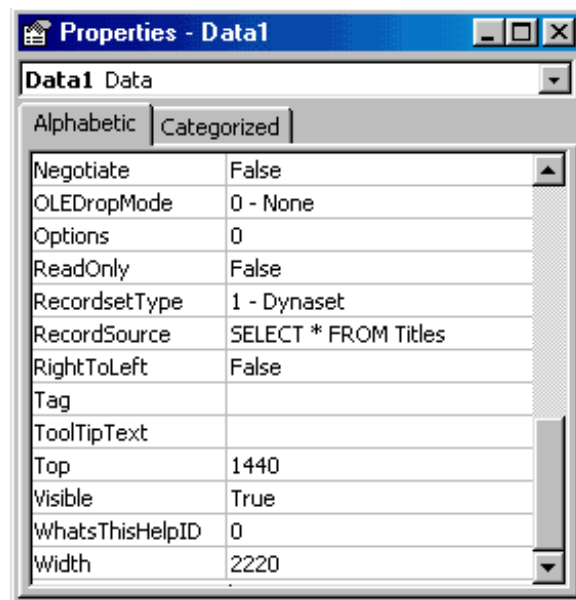 Properties - Data1
Data1 Data
Alphabetic Categorized
Negotiate False
OLEDropMode 0 - None
Options 0
ReadOnly False
RecordsetType 1 - Dynaset
RecordSource SELECT * FROM Titles
RightToLeft False
Tag
ToolTipText
Top 1440
Visible True
WhatsThisHelpID 0
Width 2220